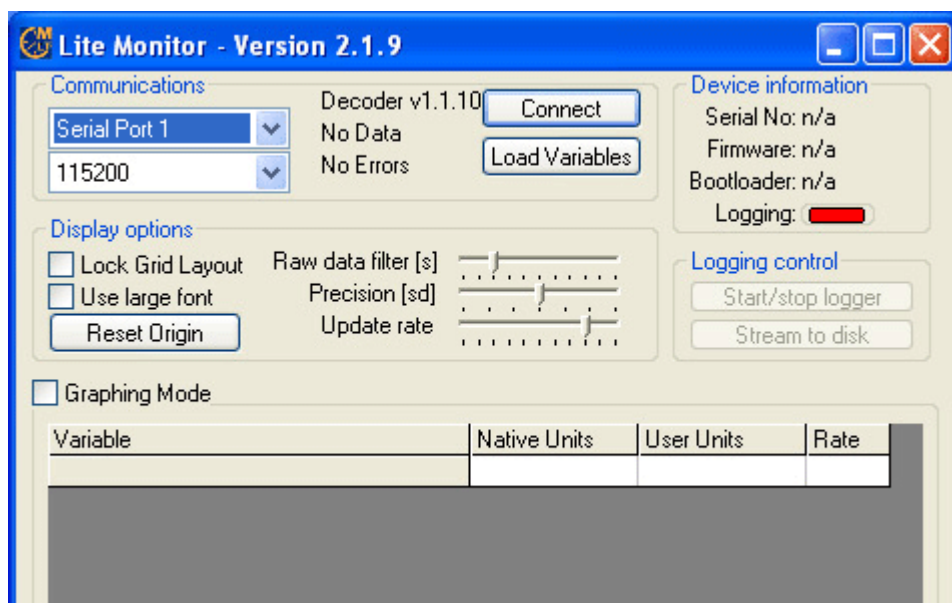 Lite Monitor - Version 2.1.9
Communications
Serial Port 1
115200
Decoder v1.1.10
No Data
No Errors
Connect
Load Variables
Device information
Serial No: n/a
Firmware: n/a
Bootloader: n/a
Logging:
Display options
Lock Grid Layout
Use large font
Reset Origin
Raw data filter [s]
Precision [sd]
Update rate
Logging control
Start/stop logger
Stream to disk
Graphing Mode
Variable Native Units User Units Rate